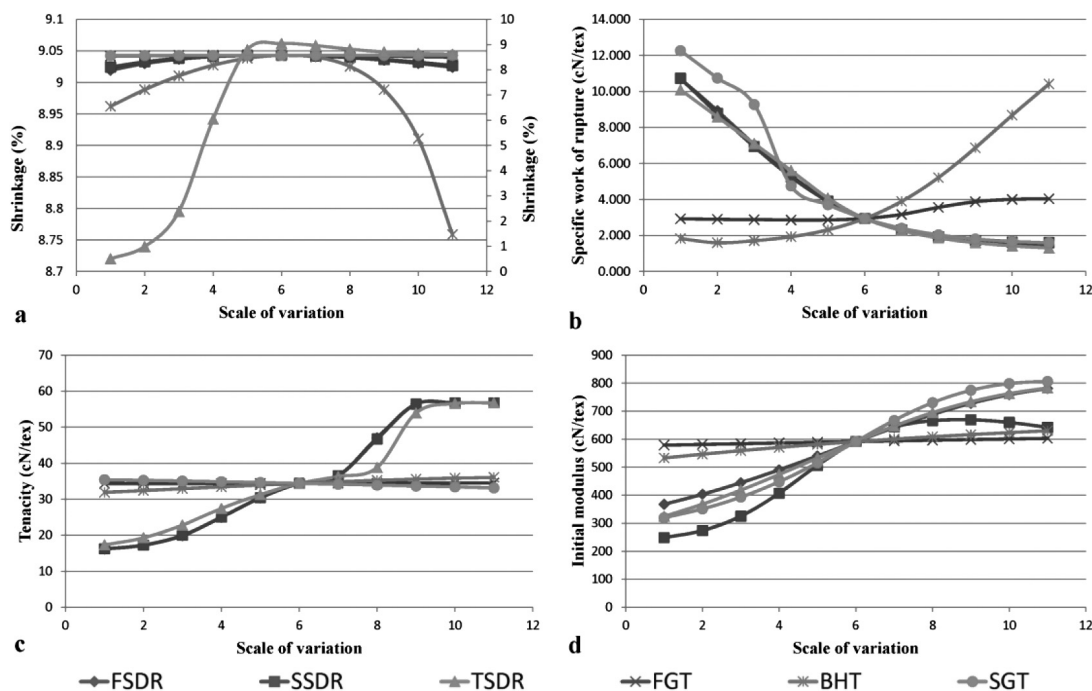 9.1
9.05
9
8.95
8.9
8.85
8.8
8.75
8.7
Shrinkage (%)
10
9
8
7
6
5
4
3
2
1
0
Shrinkage (%)
0 2 4 6 8 10 12
Scale of variation
a
14.000
12.000
10.000
8.000
6.000
4.000
2.000
0.000
Specific work of rupture (cN/tex)
0 2 4 6 8 10 12
Scale of variation
b
70
60
50
40
30
20
10
0
Tenacity (cN/tex)
0 2 4 6 8 10 12
Scale of variation
c
900
800
700
600
500
400
300
200
100
0
Initial modulus (cN/tex)
0 2 4 6 8 10 12
Scale of variation
d
FSDR SSDR TSDR FGT BHT SGT